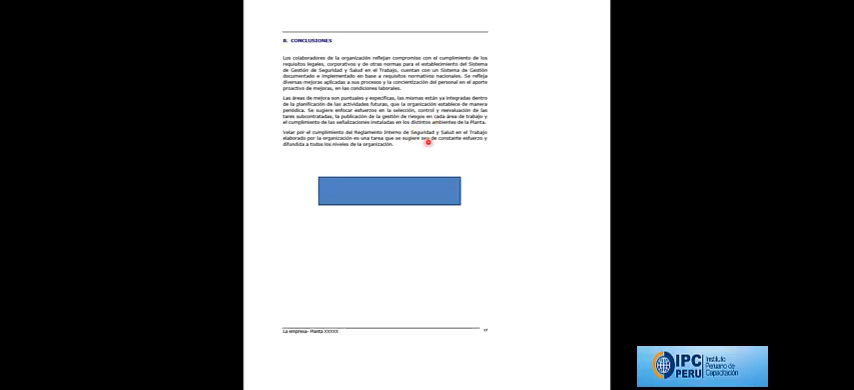 8. CONCLUSIONES
Los colaboradores de la organización reflejan compromiso con el cumplimiento de los
requisitos legales, corporativos y de otras normas para el establecimiento del Sistema
de Gestión de Seguridad y Salud en el Trabajo, cuentan con un Sistema de Gestión
documentado e implementado en base a requisitos normativos nacionales. Se refleja
diversas mejoras aplicadas a sus procesos y la concientización del personal en el aporte
proactivo de mejoras, en las condiciones laborales.
Las áreas de mejora son puntuales y específicas, las mismas están ya integradas dentro
de la planificación de las actividades futuras, que la organización establece de manera
periódica. Se sugiere enfocar esfuerzos en la selección, control y reevaluación de las
tareas subcontratadas, la publicación de la gestión de riesgos en cada área de trabajo y
el cumplimiento de las señalizaciones instaladas en los distintos ambientes de la Planta.
Velar por el cumplimiento del Reglamento Interno de Seguridad y Salud en el Trabajo
elaborado por la organización es una tarea que se sugiere sea de constante esfuerzo y
difundida a todos los niveles de la organización.
La empresa- Planta XXXXX
IPC
PERU
Instituto
Peruano de
Capacitación